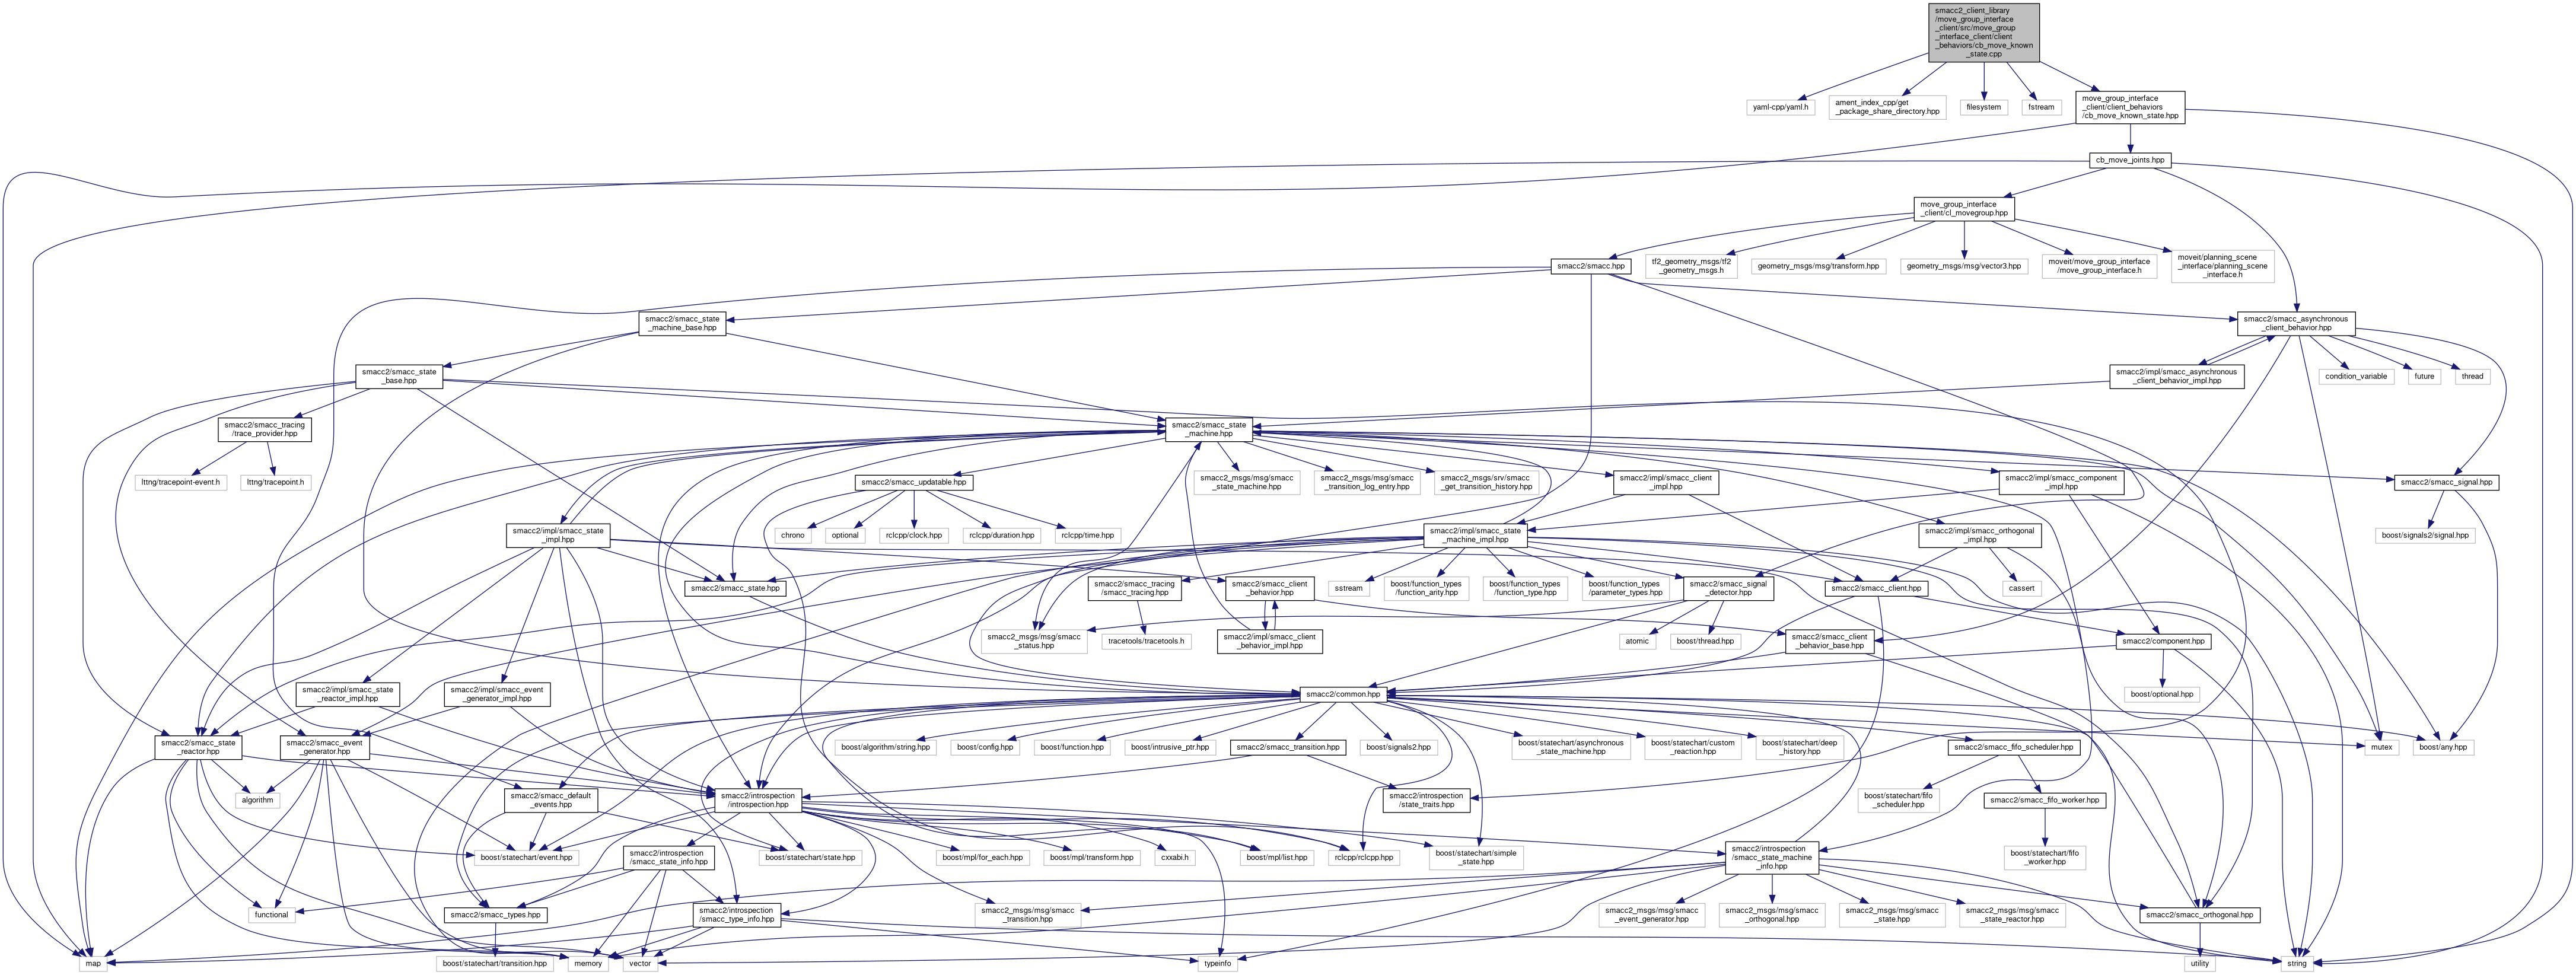 smacc2_client_library
/move_group_interface
_client/src/move_group
_interface_client/client
_behaviors/cb_move_known
_state.cpp
yaml-cpp/yaml.h
ament_index_cpp/get
_package_share_directory.hpp
filesystem
fstream
move_group_interface
_client/client_behaviors
/cb_move_known_state.hpp
cb_move_joints.hpp
move_group_interface
_client/cl_movegroup.hpp
smacc2/smacc.hpp
tf2_geometry_msgs/tf2
_geometry_msgs.h
geometry_msgs/msg/transform.hpp
geometry_msgs/msg/vector3.hpp
moveit/move_group_interface
/move_group_interface.h
moveit/planning_scene
_interface/planning_scene
_interface.h
smacc2/smacc_state
_machine_base.hpp
smacc2/smacc_asynchronous
_client_behavior.hpp
smacc2/smacc_state
_base.hpp
smacc2/impl/smacc_asynchronous
_client_behavior_impl.hpp
condition_variable
future
thread
smacc2/smacc_tracing
/trace_provider.hpp
smacc2/smacc_state
_machine.hpp
lttng/tracepoint-event.h
lttng/tracepoint.h
smacc2/smacc_updatable.hpp
smacc2_msgs/msg/smacc
_state_machine.hpp
smacc2_msgs/msg/smacc
_transition_log_entry.hpp
smacc2_msgs/srv/smacc
_get_transition_history.hpp
smacc2/impl/smacc_client
_impl.hpp
smacc2/impl/smacc_component
_impl.hpp
smacc2/smacc_signal.hpp
smacc2/impl/smacc_state
_impl.hpp
chrono
optional
rclcpp/clock.hpp
rclcpp/duration.hpp
rclcpp/time.hpp
smacc2/impl/smacc_state
_machine_impl.hpp
smacc2/impl/smacc_orthogonal
_impl.hpp
boost/signals2/signal.hpp
smacc2/smacc_state.hpp
smacc2/smacc_tracing
/smacc_tracing.hpp
smacc2/smacc_client
_behavior.hpp
sstream
boost/function_types
/function_arity.hpp
boost/function_types
/function_type.hpp
boost/function_types
/parameter_types.hpp
smacc2/smacc_signal
_detector.hpp
smacc2/smacc_client.hpp
cassert
smacc2_msgs/msg/smacc
_status.hpp
tracetools/tracetools.h
smacc2/impl/smacc_client
_behavior_impl.hpp
atomic
boost/thread.hpp
smacc2/smacc_client
_behavior_base.hpp
smacc2/component.hpp
smacc2/impl/smacc_state
_reactor_impl.hpp
smacc2/impl/smacc_event
_generator_impl.hpp
smacc2/common.hpp
boost/optional.hpp
smacc2/smacc_state
_reactor.hpp
smacc2/smacc_event
_generator.hpp
boost/algorithm/string.hpp
boost/config.hpp
boost/function.hpp
boost/intrusive_ptr.hpp
smacc2/smacc_transition.hpp
boost/signals2.hpp
boost/statechart/asynchronous
_state_machine.hpp
boost/statechart/custom
_reaction.hpp
boost/statechart/deep
_history.hpp
smacc2/smacc_fifo_scheduler.hpp
mutex
boost/any.hpp
algorithm
smacc2/smacc_default
_events.hpp
smacc2/introspection
/introspection.hpp
smacc2/introspection
/state_traits.hpp
boost/statechart/fifo
_scheduler.hpp
smacc2/smacc_fifo_worker.hpp
boost/statechart/event.hpp
smacc2/introspection
/smacc_state_info.hpp
boost/statechart/state.hpp
boost/mpl/for_each.hpp
boost/mpl/transform.hpp
cxxabi.h
boost/mpl/list.hpp
rclcpp/rclcpp.hpp
boost/statechart/simple
_state.hpp
smacc2/introspection
/smacc_state_machine
_info.hpp
boost/statechart/fifo
_worker.hpp
functional
smacc2/smacc_types.hpp
smacc2/introspection
/smacc_type_info.hpp
smacc2_msgs/msg/smacc
_transition.hpp
smacc2_msgs/msg/smacc
_event_generator.hpp
smacc2_msgs/msg/smacc
_orthogonal.hpp
smacc2_msgs/msg/smacc
_state.hpp
smacc2_msgs/msg/smacc
_state_reactor.hpp
smacc2/smacc_orthogonal.hpp
map
boost/statechart/transition.hpp
memory
vector
typeinfo
utility
string